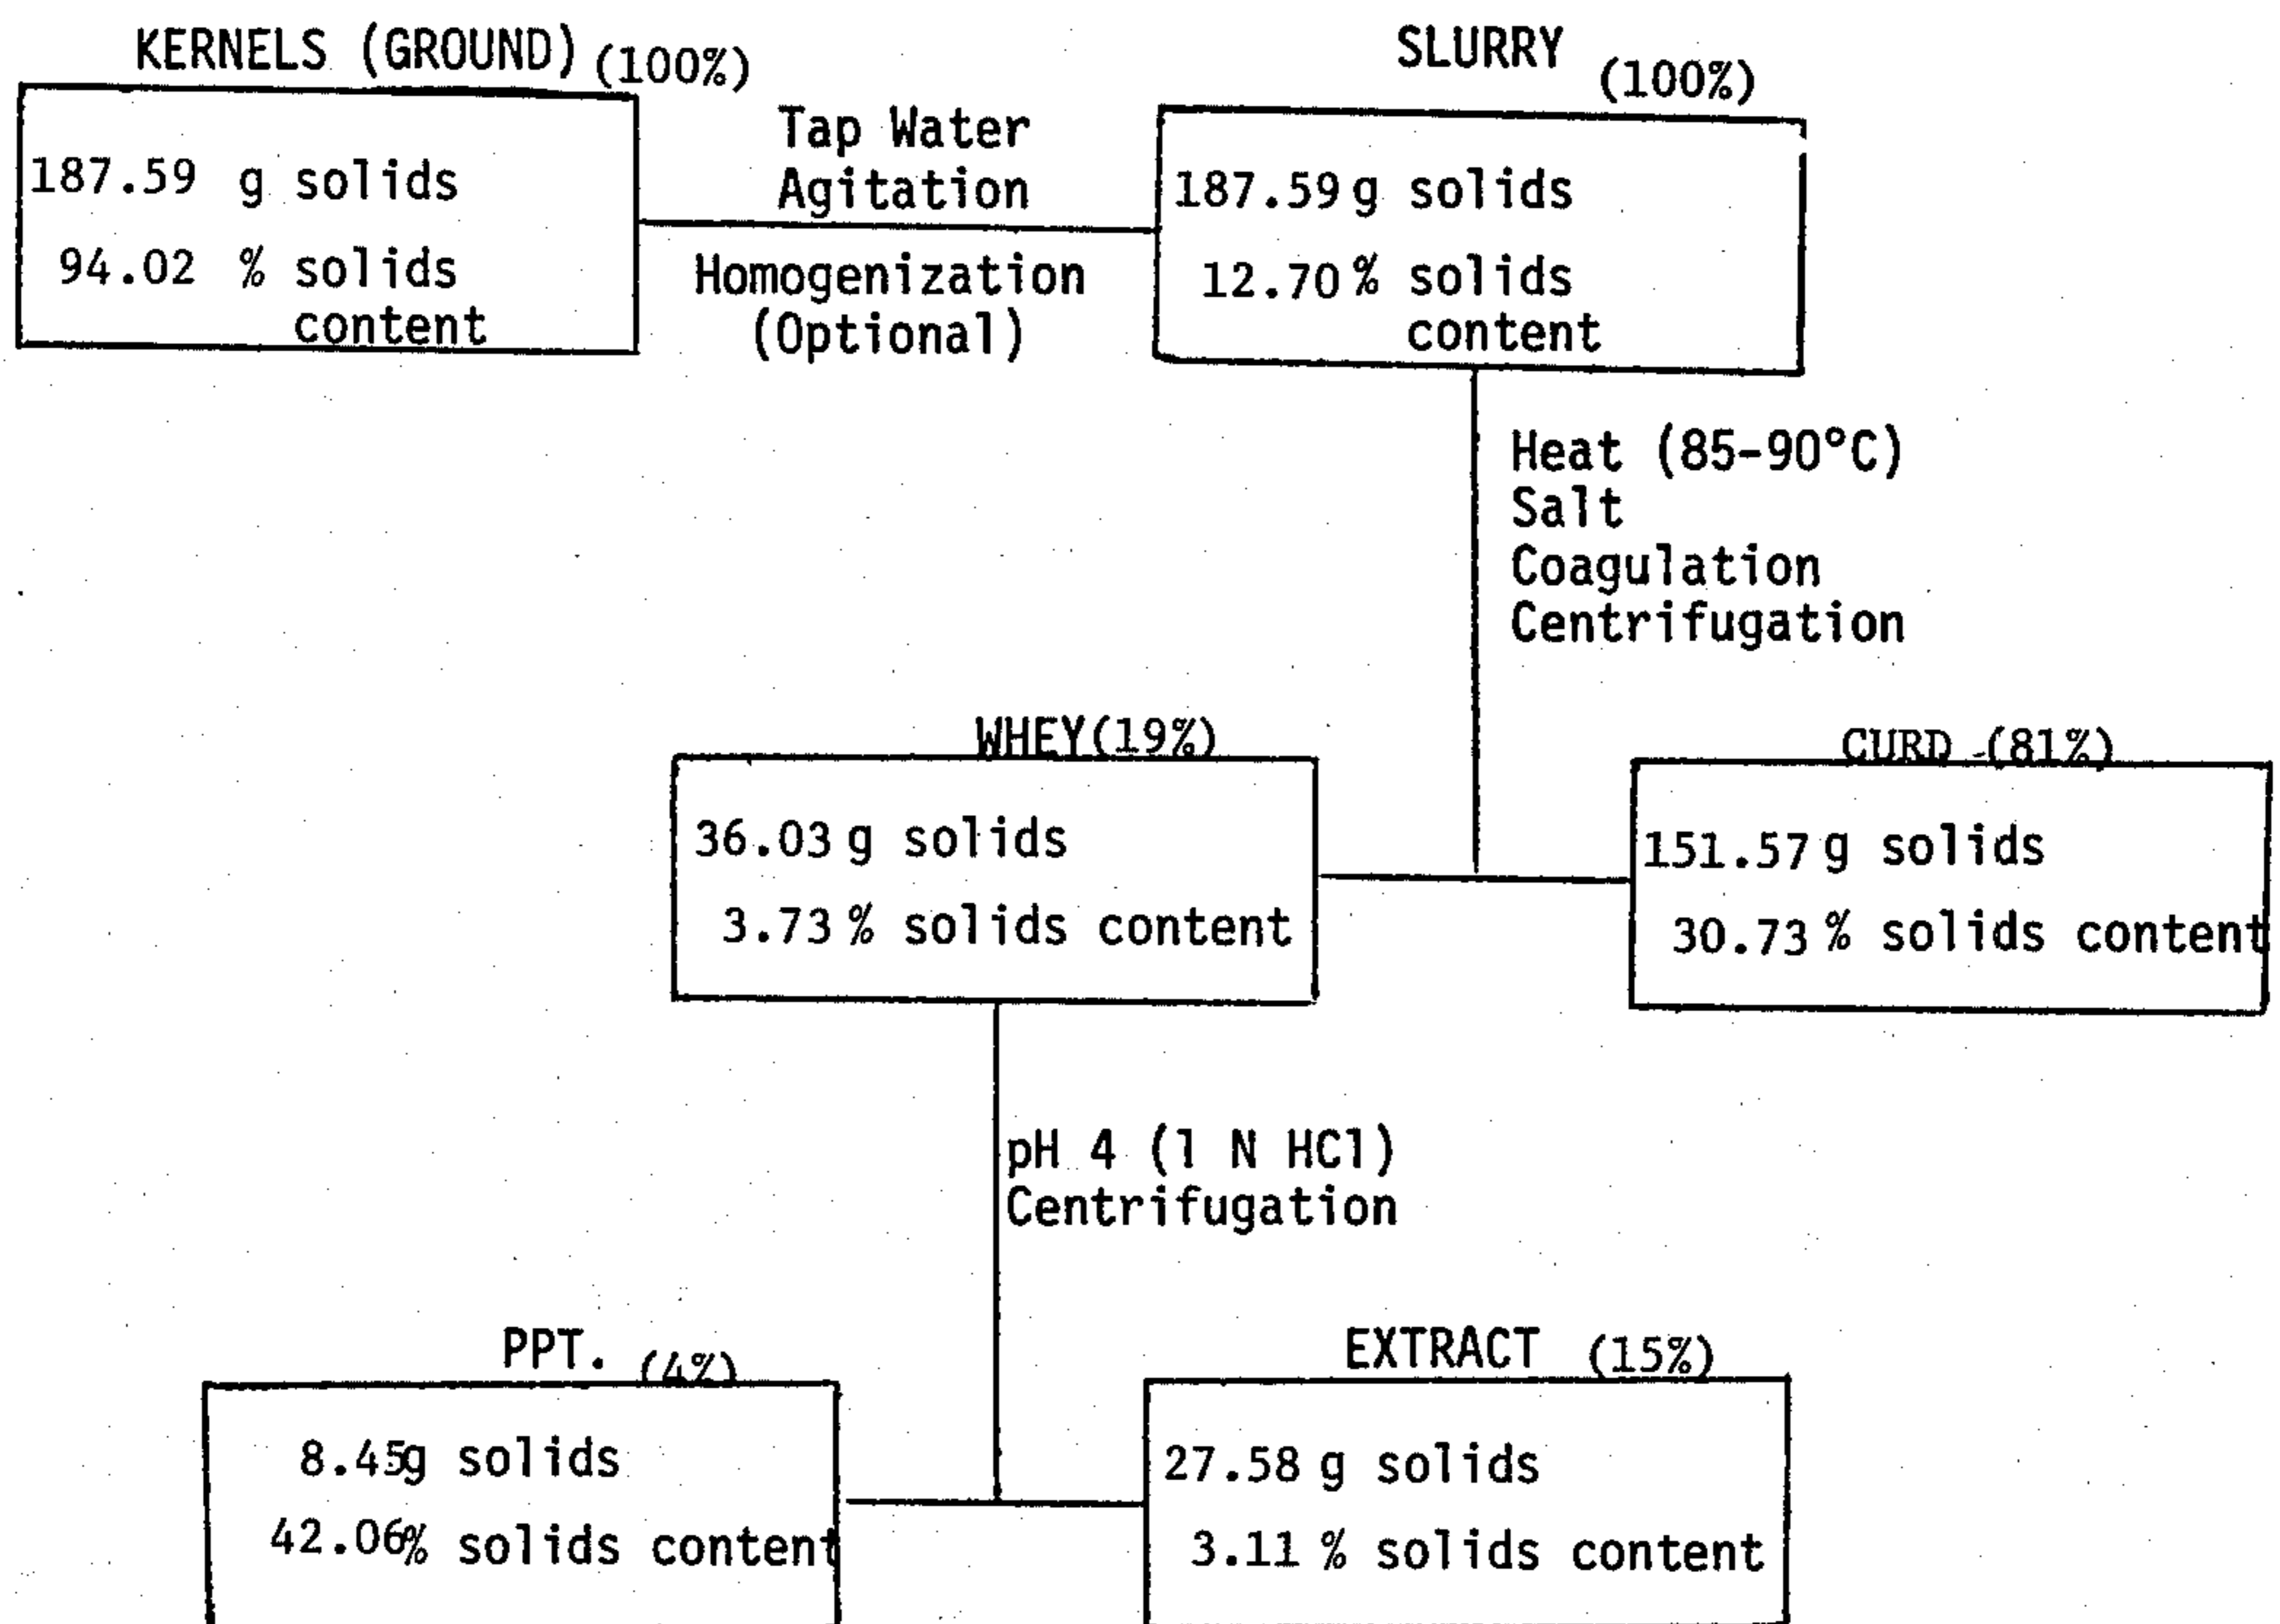 KERNELS (GROUND) (100%)
187.59 g solids
94.02 % solids
content
Tap Water
Agitation
Homogenization
(Optional)
SLURRY (100%)
187.59 g solids
12.70 % solids
content
Heat (85-90°C)
Salt
Coagulation
Centrifugation
WHEY (19%)
36.03 g solids
3.73 % solids content
CURD (81%)
151.57 g solids
30.73 % solids content
pH 4 (1 N HCl)
Centrifugation
PPT. (4%)
8.45g solids
42.06% solids content
EXTRACT (15%)
27.58 g solids
3.11 % solids content